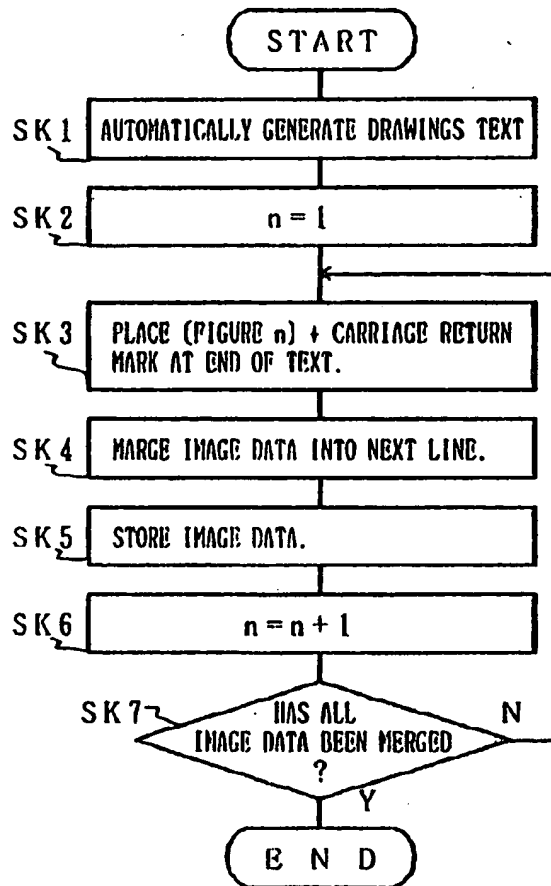 START
SK1
AUTOMATICALLY GENERATE DRAWINGS TEXT
SK2
n = 1
SK3
PLACE (FIGURE n) + CARRIAGE RETURN
MARK AT END OF TEXT.
SK4
MARGE IMAGE DATA INTO NEXT LINE.
SK5
STORE IMAGE DATA.
SK6
n = n + 1
SK7
HAS ALL
IMAGE DATA BEEN MERGED
?
N
Y
END